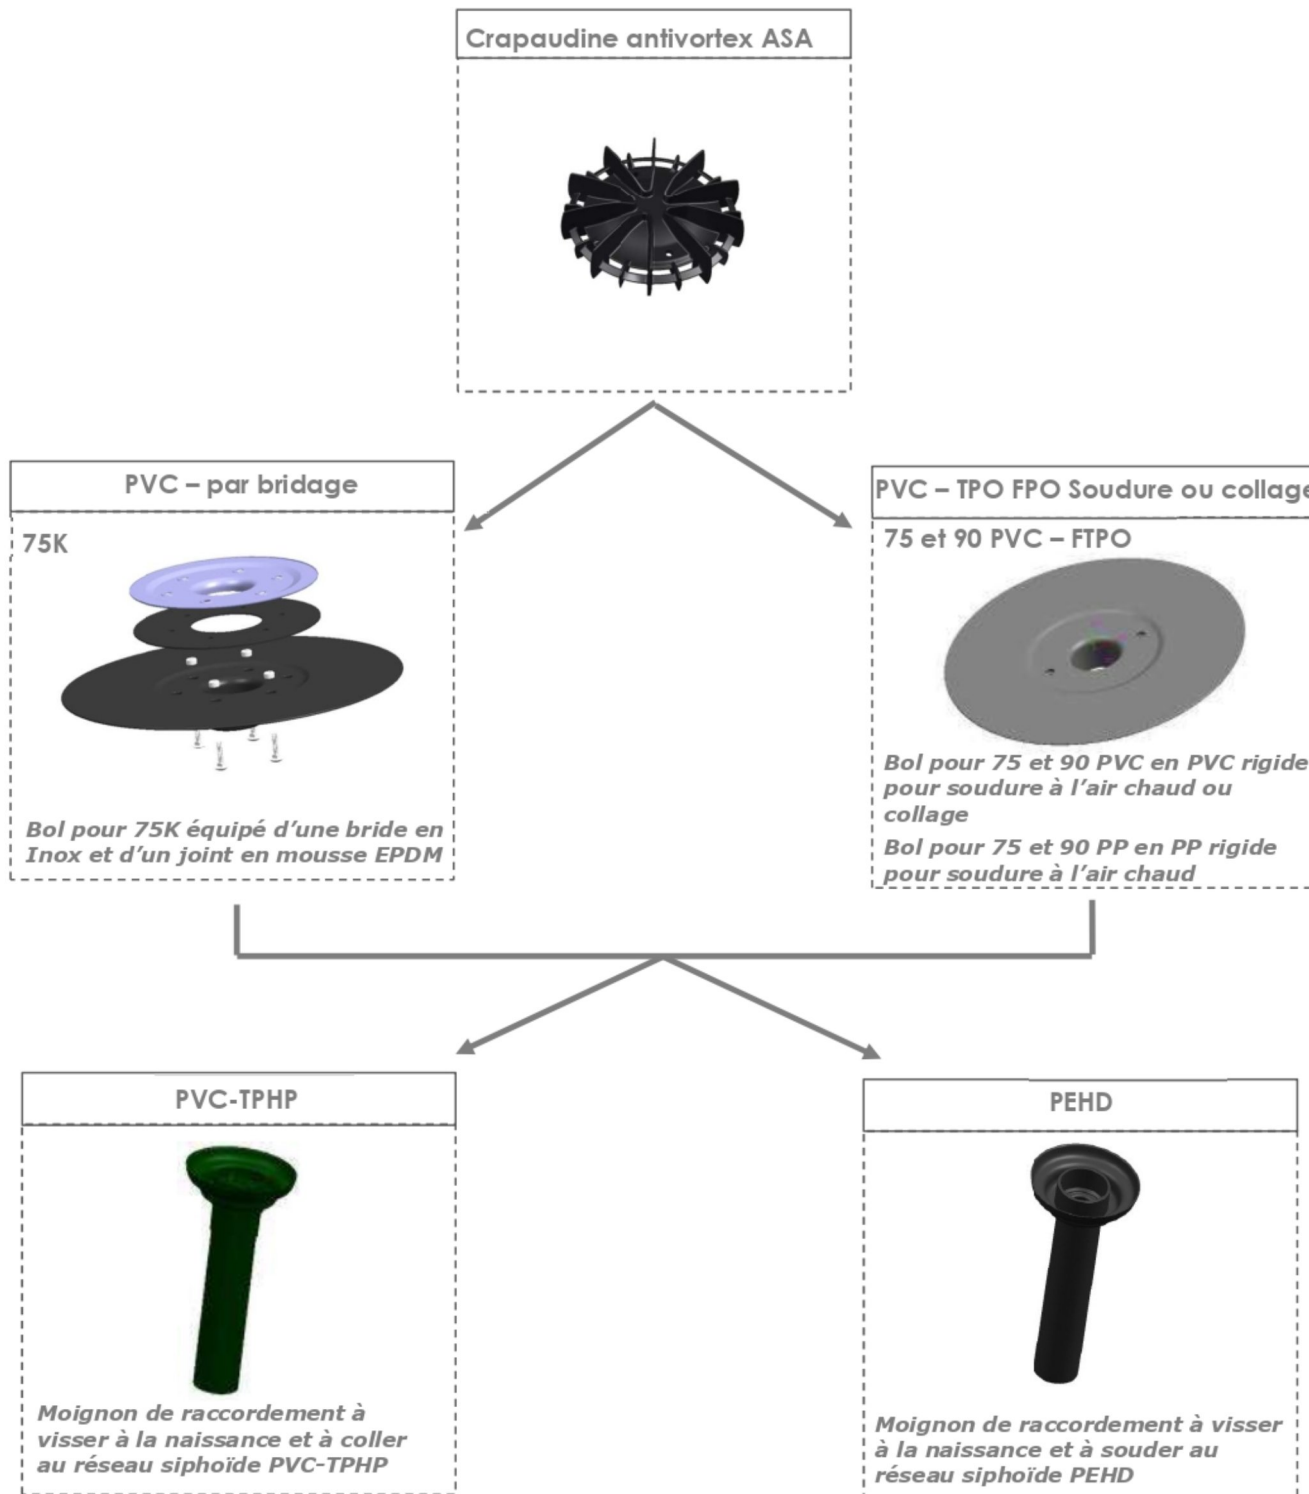 Crapaudine antivortex ASA
PVC – par bridage
75K
Bol pour 75K équipé d'une bride en
Inox et d'un joint en mousse EPDM
PVC – TPO FPO Soudure ou collage
75 et 90 PVC – FTPO
Bol pour 75 et 90 PVC en PVC rigide
pour soudure à l'air chaud ou
collage
Bol pour 75 et 90 PP en PP rigide
pour soudure à l'air chaud
PVC-TPHP
Moignon de raccordement à
visser à la naissance et à coller
au réseau siphoïde PVC-TPHP
PEHD
Moignon de raccordement à visser
à la naissance et à souder au
réseau siphoïde PEHD